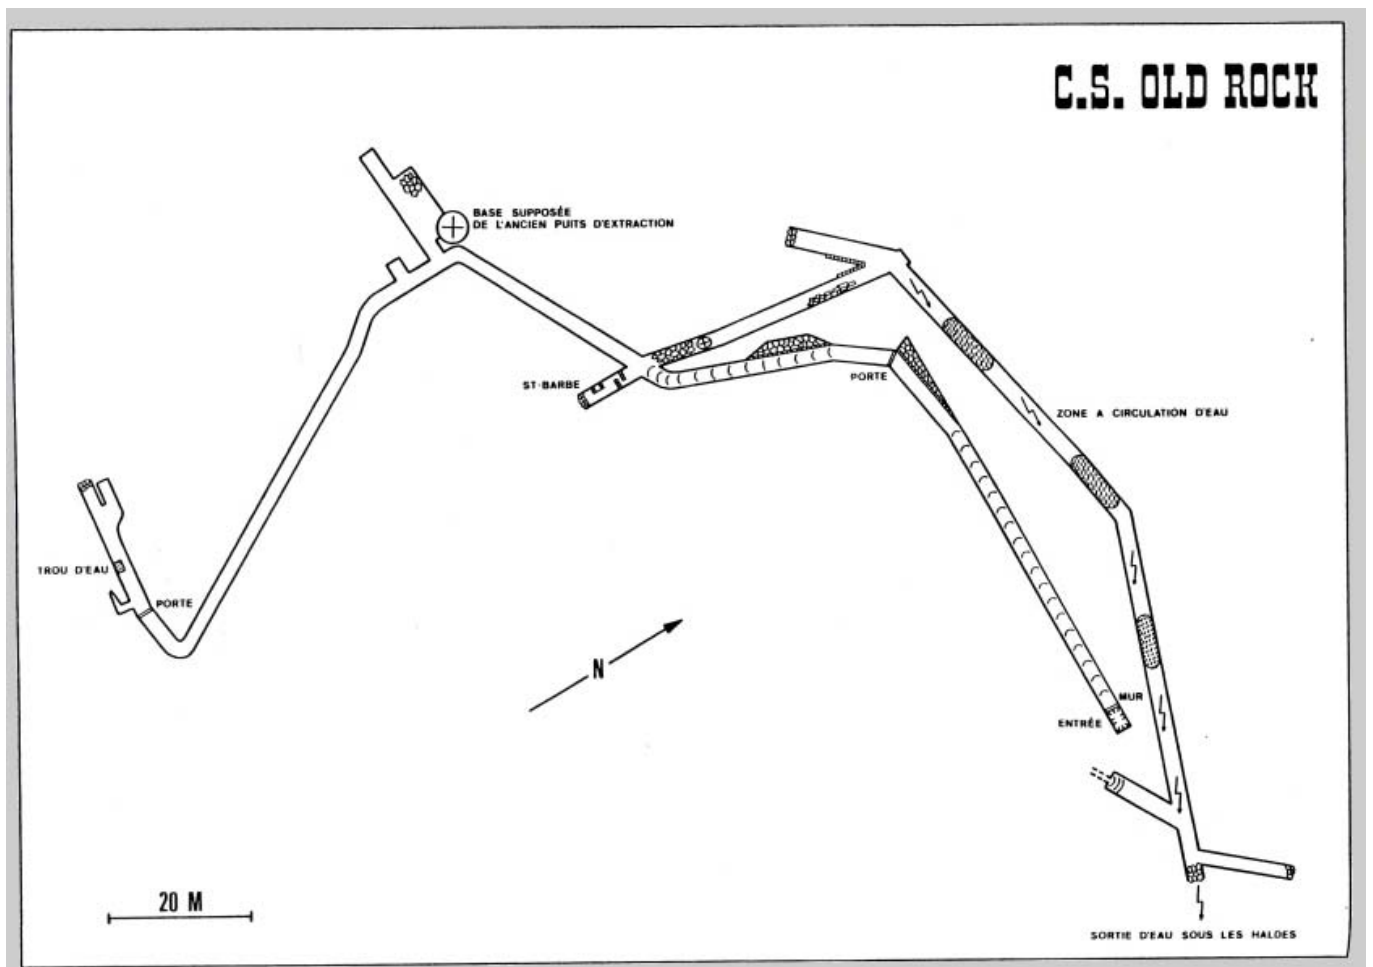 C.S. OLD ROCK
BASE SUPPOSÉE
DE L'ANCIEN PUITS D'EXTRACTION
ST-BARBE
PORTE
ZONE A CIRCULATION D'EAU
TROU D'EAU
PORTE
N
MUR
ENTRÉE
20 M
SORTIE D'EAU SOUS LES HALDES